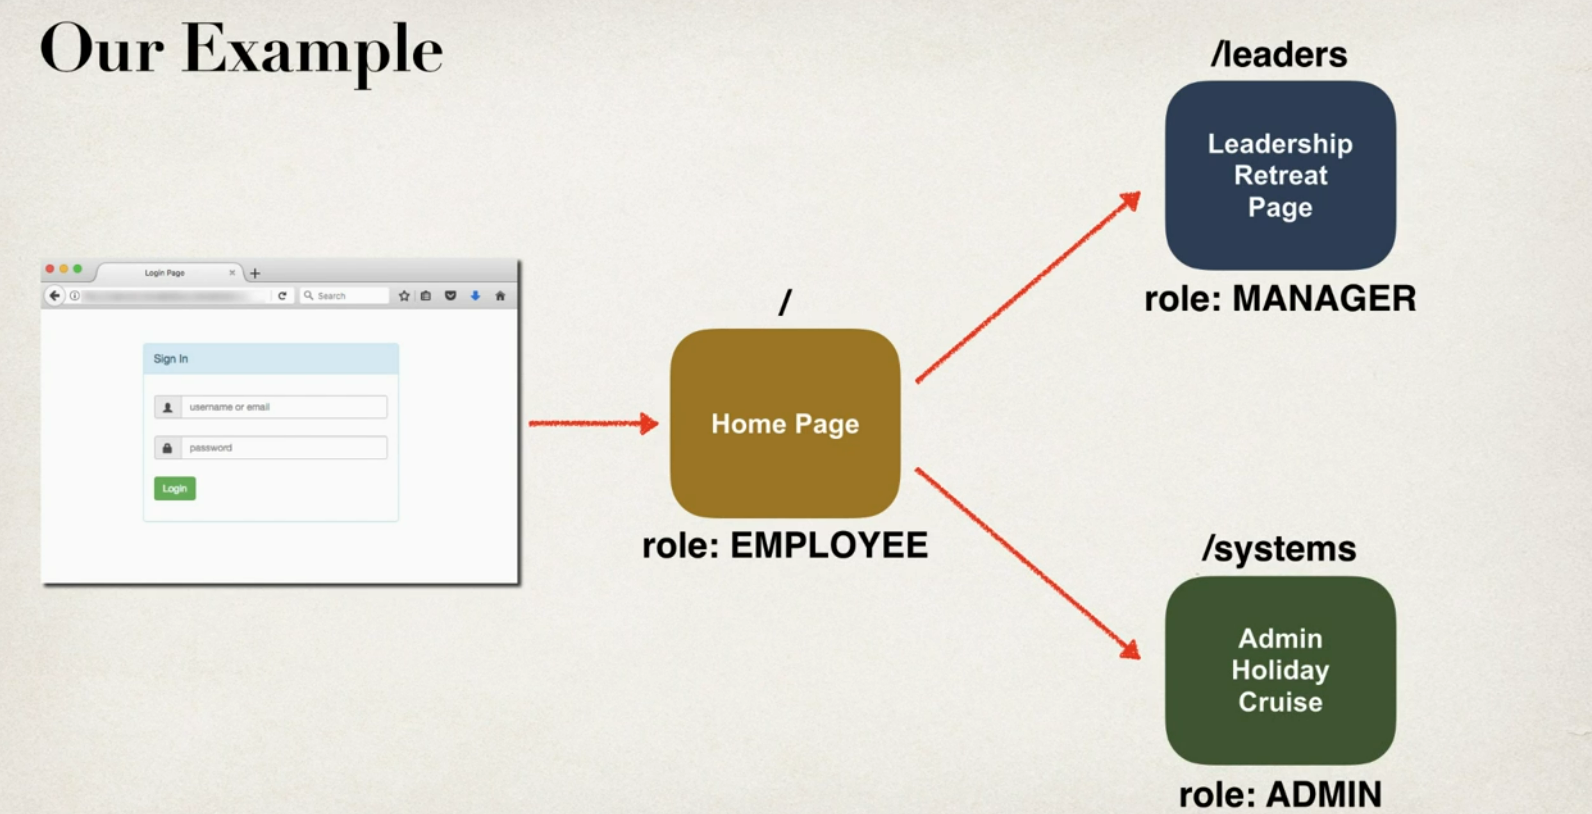 Our Example
Login Page
Search
Sign In
username or email
password
Login
/
Home Page
role: EMPLOYEE
/leaders
Leadership
Retreat
Page
role: MANAGER
/systems
Admin
Holiday
Cruise
role: ADMIN